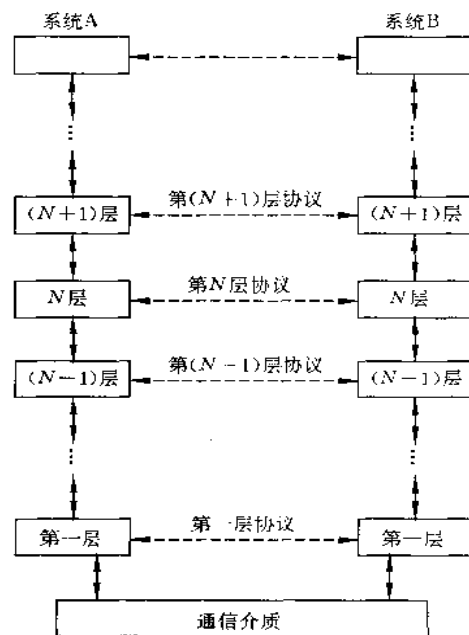 系统A 系统B
⋮ ⋮
(N+1)层 第(N+1)层协议 (N+1)层
N层 第N层协议 N层
(N-1)层 第(N-1)层协议 (N-1)层
⋮ ⋮
第一层 第一层协议 第一层
通信介质